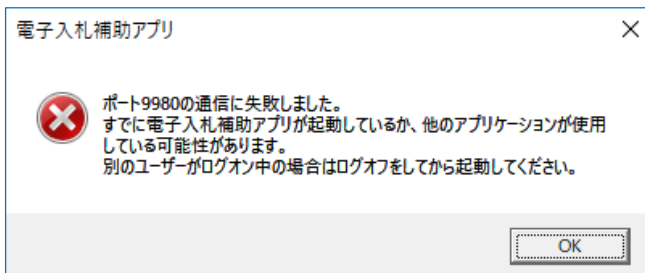 電子入札補助アプリ
ポート9980の通信に失敗しました。
すでに電子入札補助アプリが起動しているか、他のアプリケーションが使用
している可能性があります。
別のユーザーがログオン中の場合はログオフをしてから起動してください。
OK